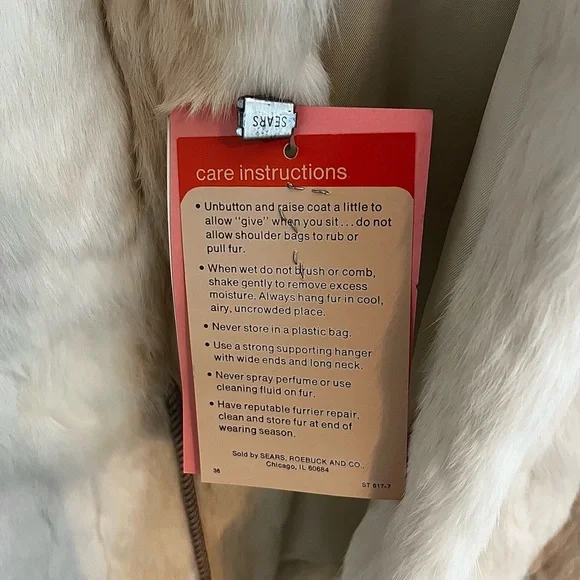 SEARS
care instructions
• Unbutton and raise coat a little to
allow "give" when you sit...do not
allow shoulder bags to rub or
pull fur.
• When wet do not brush or comb,
shake gently to remove excess
moisture. Always hang fur in cool,
airy, uncrowded place.
• Never store in a plastic bag.
• Use a strong supporting hanger
with wide ends and long neck.
• Never spray perfume or use
cleaning fluid on fur.
• Have reputable furrier repair,
clean and store fur at end of
wearing season.
Sold by SEARS, ROEBUCK AND CO.,
Chicago, IL 60684
36 ST 617-7